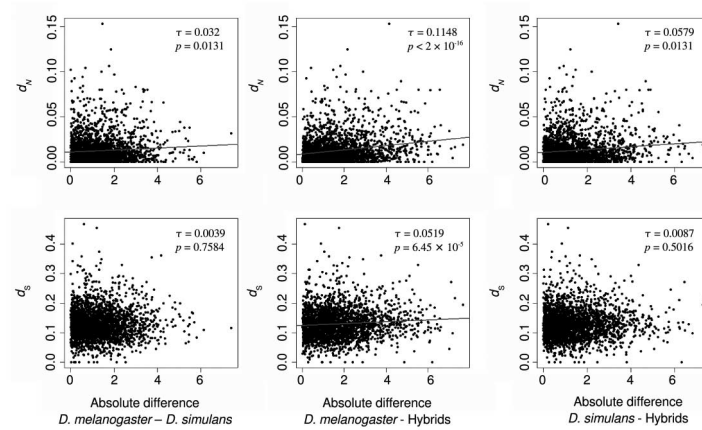 τ = 0.032
p = 0.0131
τ = 0.1148
p < 2 × 10⁻¹⁶
τ = 0.0579
p = 0.0131
d_N
0.15
0.10
0.05
0.00
0 2 4 6
d_N
0.15
0.10
0.05
0.00
0 2 4 6
d_N
0.15
0.10
0.05
0.00
0 2 4 6
τ = 0.0039
p = 0.7584
τ = 0.0519
p = 6.45 × 10⁻⁵
τ = 0.0087
p = 0.5016
d_S
0.4
0.3
0.2
0.1
0.0
0 2 4 6
d_S
0.4
0.3
0.2
0.1
0.0
0 2 4 6
d_S
0.4
0.3
0.2
0.1
0.0
0 2 4 6
Absolute difference
D. melanogaster – D. simulans
Absolute difference
D. melanogaster - Hybrids
Absolute difference
D. simulans - Hybrids